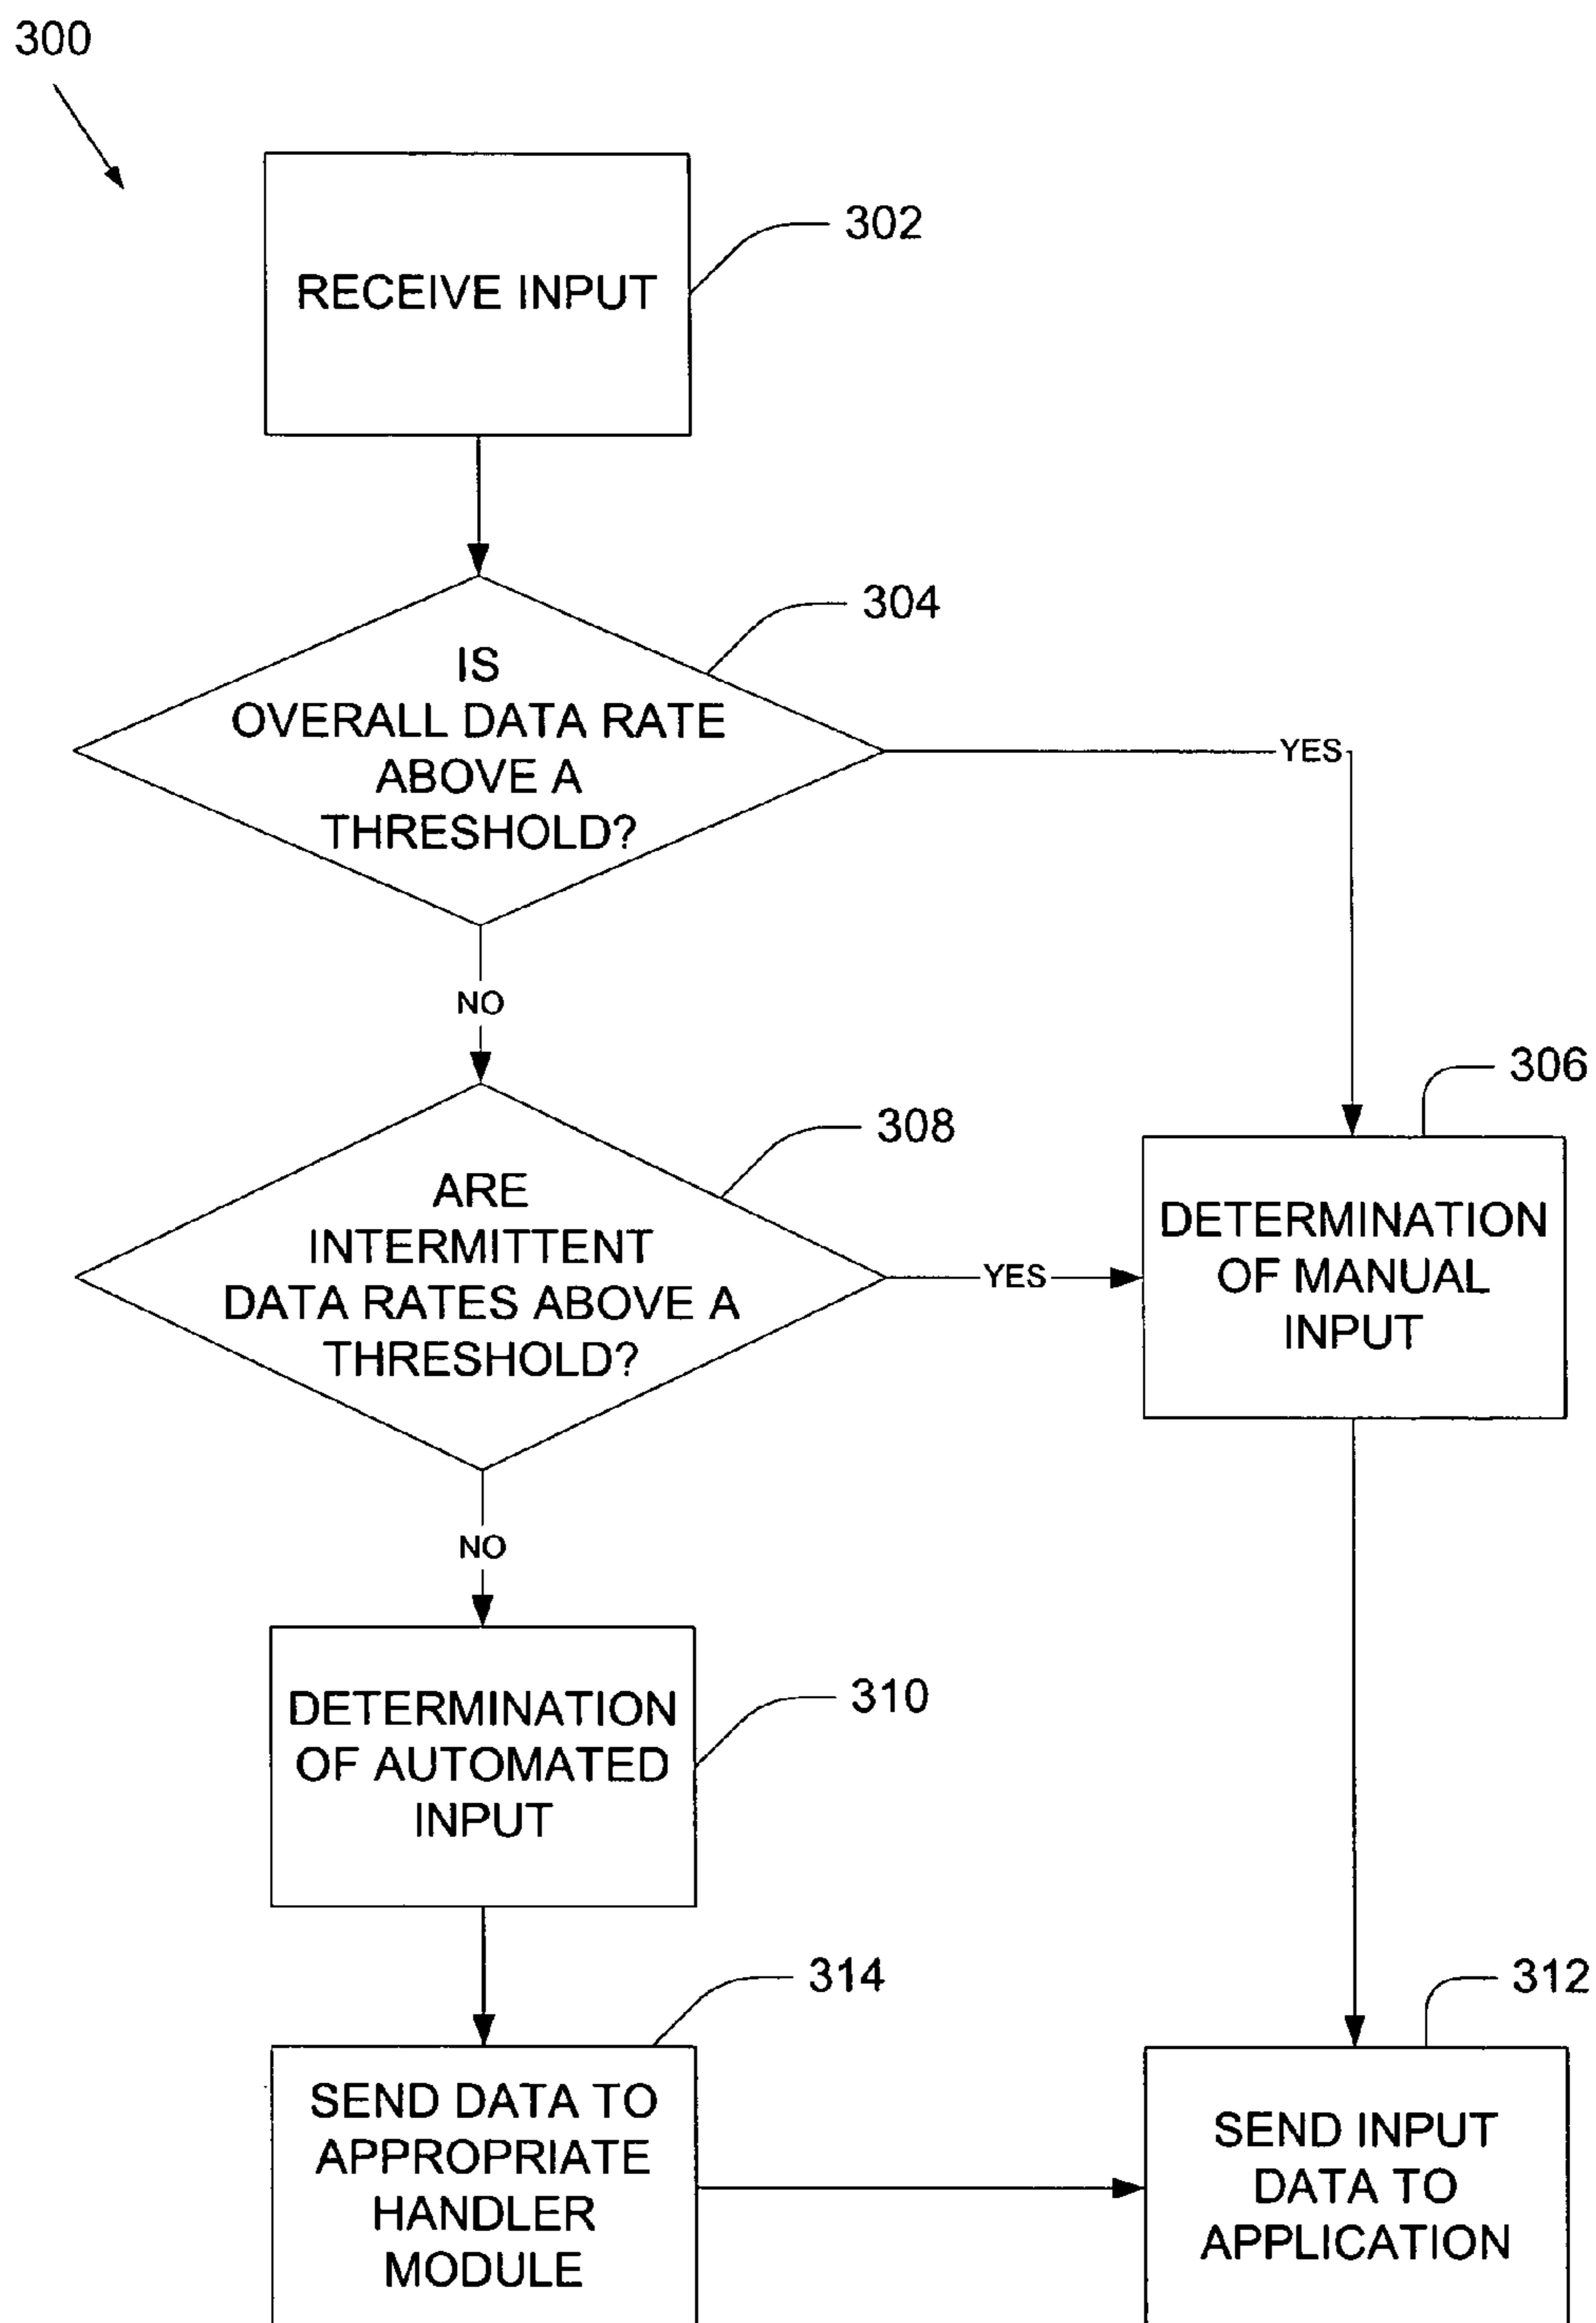 300
302
RECEIVE INPUT
304
IS
OVERALL DATA RATE
ABOVE A
THRESHOLD?
YES
NO
306
308
ARE
INTERMITTENT
DATA RATES ABOVE A
THRESHOLD?
YES
DETERMINATION
OF MANUAL
INPUT
NO
310
DETERMINATION
OF AUTOMATED
INPUT
314
312
SEND DATA TO
APPROPRIATE
HANDLER
MODULE
SEND INPUT
DATA TO
APPLICATION